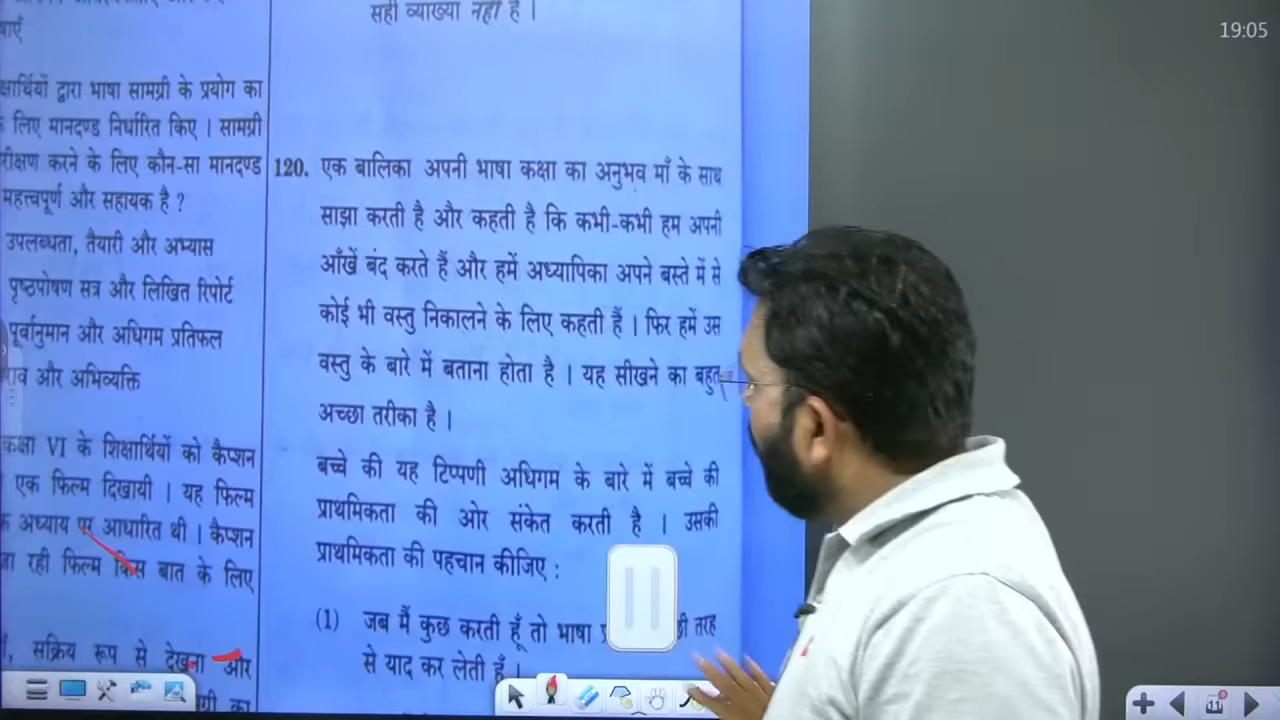 19:05
वाएँ
क्षार्थियों द्वारा भाषा सामग्री के प्रयोग का
लिए मानदण्ड निर्धारित किए । सामग्री
रीक्षण करने के लिए कौन-सा मानदण्ड
महत्त्वपूर्ण और सहायक है ?
उपलब्धता, तैयारी और अभ्यास
पृष्ठपोषण सत्र और लिखित रिपोर्ट
पूर्वानुमान और अधिगम प्रतिफल
और अभिव्यक्ति
कक्षा VI के शिक्षार्थियों को कैप्शन
एक फिल्म दिखायी । यह फिल्म
अध्याय पर आधारित थी । कैप्शन
जा रही फिल्म किस बात के लिए
सक्रिय रूप से देखना और
सही व्याख्या नहीं है ।
120. एक बालिका अपनी भाषा कक्षा का अनुभव माँ के साथ
साझा करती है और कहती है कि कभी-कभी हम अपनी
आँखें बंद करते हैं और हमें अध्यापिका अपने बस्ते में से
कोई भी वस्तु निकालने के लिए कहती हैं । फिर हमें उस
वस्तु के बारे में बताना होता है । यह सीखने का बहुत
अच्छा तरीका है ।
बच्चे की यह टिप्पणी अधिगम के बारे में बच्चे की
प्राथमिकता की ओर संकेत करती है । उसकी
प्राथमिकता की पहचान कीजिए :
(1) जब मैं कुछ करती हूँ तो भाषा तरह
से याद कर लेती हूँ ।